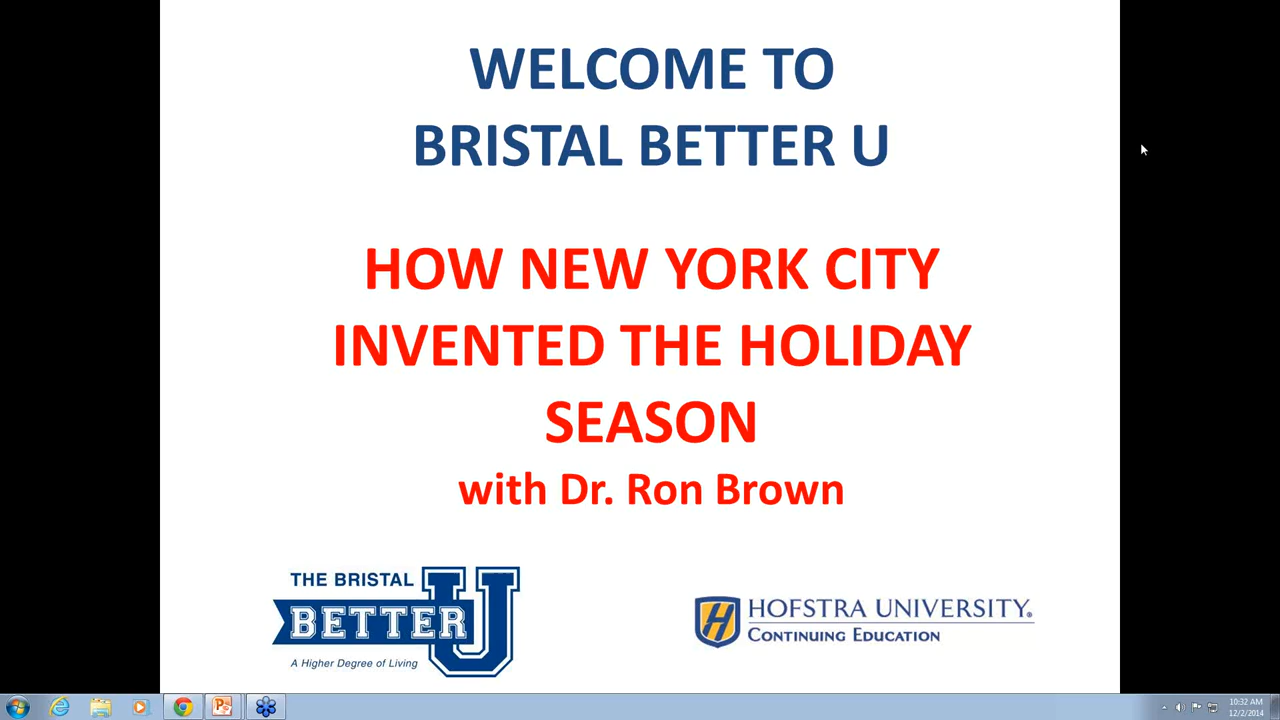 WELCOME TO
BRISTAL BETTER U
HOW NEW YORK CITY
INVENTED THE HOLIDAY
SEASON
with Dr. Ron Brown
THE BRISTAL
BETTER U
A Higher Degree of Living
H HOFSTRA UNIVERSITY®
CONTINUING EDUCATION
10:32 AM
12/2/2014